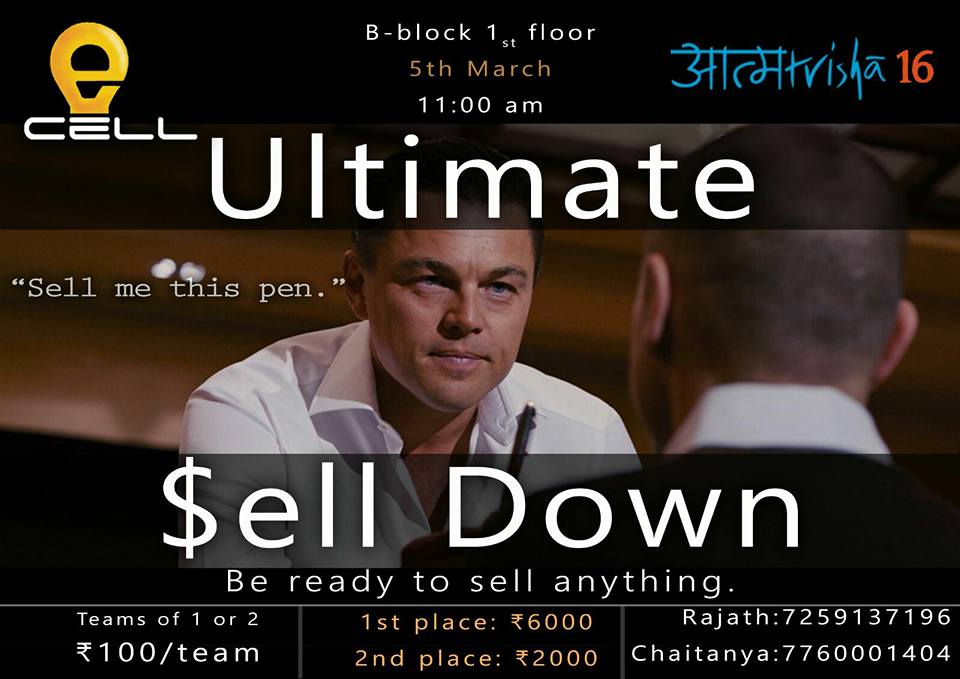 e
CELL
B-block 1st floor
5th March
11:00 am
आत्मatrishā 16
Ultimate
“Sell me this pen.”
$ell Down
Be ready to sell anything.
Teams of 1 or 2
₹100/team
1st place: ₹6000
2nd place: ₹2000
Rajath:7259137196
Chaitanya:7760001404